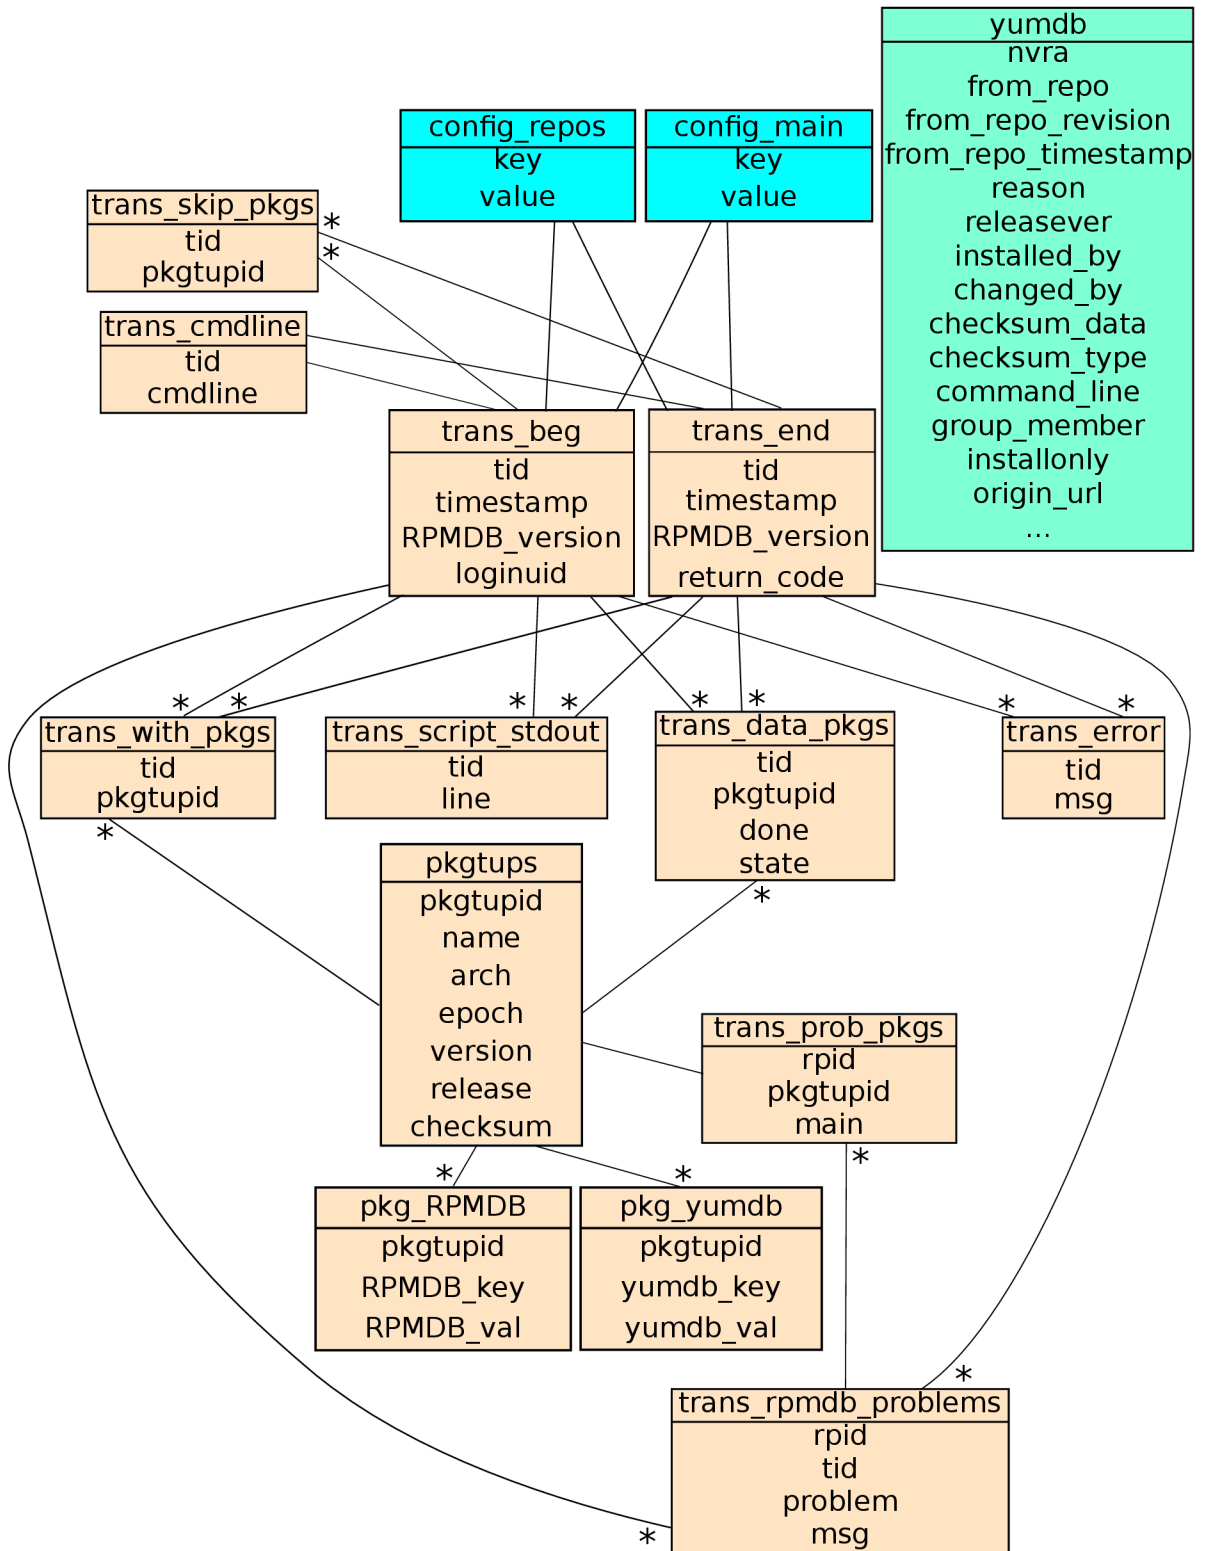 yumdb
nvra
from_repo
from_repo_revision
from_repo_timestamp
reason
releasever
installed_by
changed_by
checksum_data
checksum_type
command_line
group_member
installonly
origin_url
...
config_repos
key
value
config_main
key
value
trans_skip_pkgs
tid
pkgtupid
*
*
trans_cmdline
tid
cmdline
trans_beg
tid
timestamp
RPMDB_version
loginuid
trans_end
tid
timestamp
RPMDB_version
return_code
* *
trans_with_pkgs
tid
pkgtupid
*
* *
trans_script_stdout
tid
line
* *
trans_data_pkgs
tid
pkgtupid
done
state
*
* *
trans_error
tid
msg
pkgtups
pkgtupid
name
arch
epoch
version
release
checksum
trans_prob_pkgs
rpid
pkgtupid
main
*
*
pkg_RPMDB
pkgtupid
RPMDB_key
RPMDB_val
*
pkg_yumdb
pkgtupid
yumdb_key
yumdb_val
*
trans_rpmdb_problems
rpid
tid
problem
msg
*